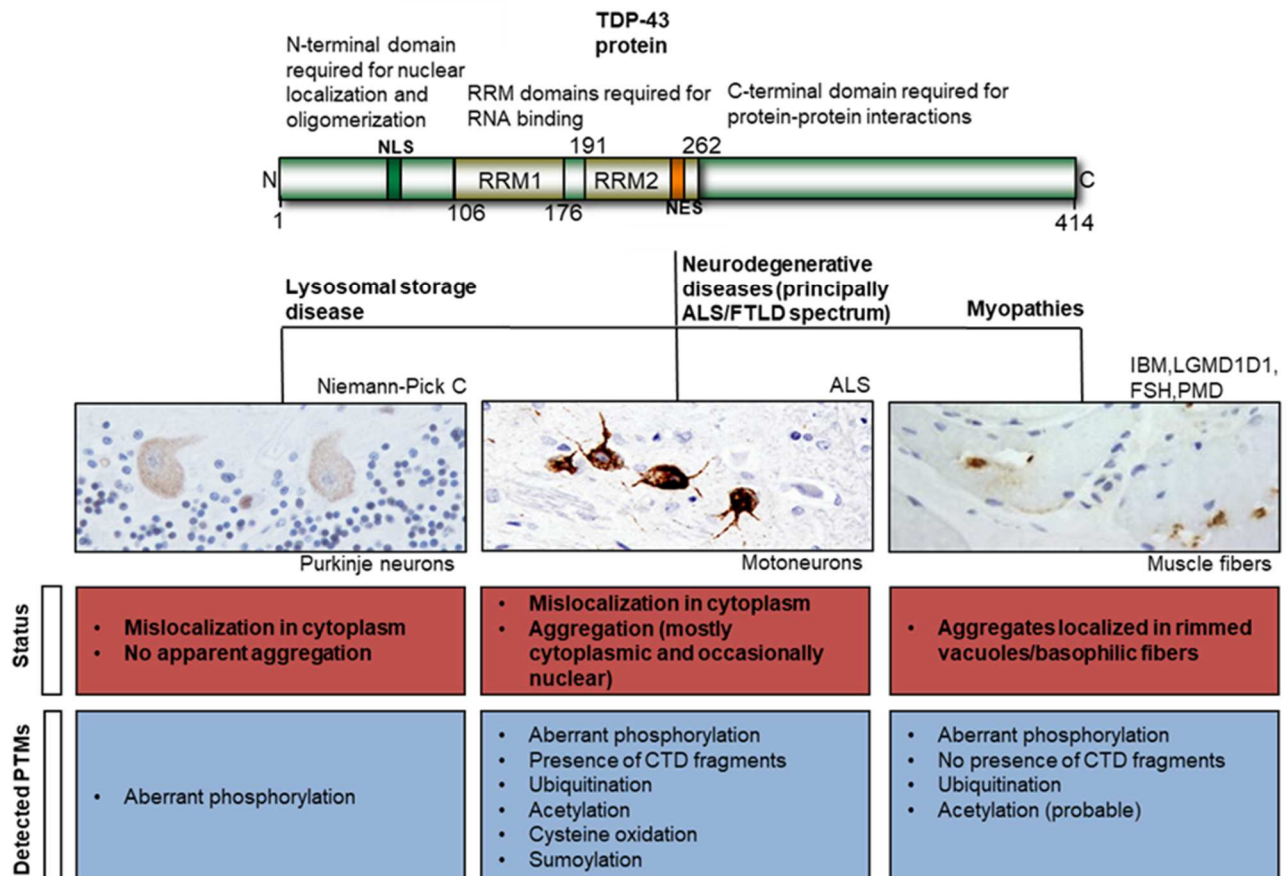 TDP-43
protein
N-terminal domain
required for nuclear
localization and
oligomerization
RRM domains required for
RNA binding
C-terminal domain required for
protein-protein interactions
NLS
191
262
N
RRM1
RRM2
C
1
106
176
NES
414
Lysosomal storage
disease
Neurodegenerative
diseases (principally
ALS/FTLD spectrum)
Myopathies
Niemann-Pick C
ALS
IBM,LGMD1D1,
FSH,PMD
Purkinje neurons
Motoneurons
Muscle fibers
Status
• Mislocalization in cytoplasm
• No apparent aggregation
• Mislocalization in cytoplasm
• Aggregation (mostly
cytoplasmic and occasionally
nuclear)
• Aggregates localized in rimmed
vacuoles/basophilic fibers
Detected PTMs
• Aberrant phosphorylation
• Aberrant phosphorylation
• Presence of CTD fragments
• Ubiquitination
• Acetylation
• Cysteine oxidation
• Sumoylation
• Aberrant phosphorylation
• No presence of CTD fragments
• Ubiquitination
• Acetylation (probable)